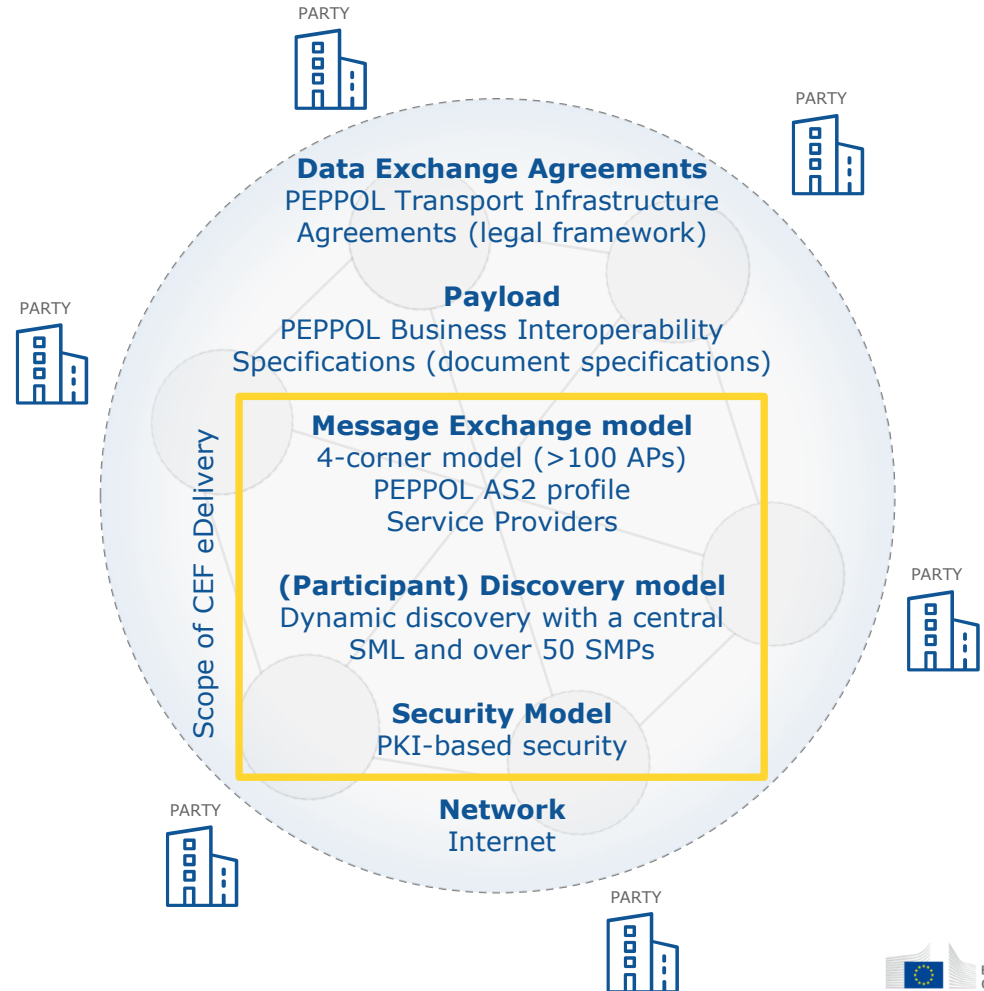 PARTY
PARTY
Data Exchange Agreements
PEPPOL Transport Infrastructure
Agreements (legal framework)
Payload
PEPPOL Business Interoperability
Specifications (document specifications)
PARTY
Scope of CEF eDelivery
Message Exchange model
4-corner model (>100 APs)
PEPPOL AS2 profile
Service Providers
(Participant) Discovery model
Dynamic discovery with a central
SML and over 50 SMPs
PARTY
Security Model
PKI-based security
Network
Internet
PARTY
PARTY